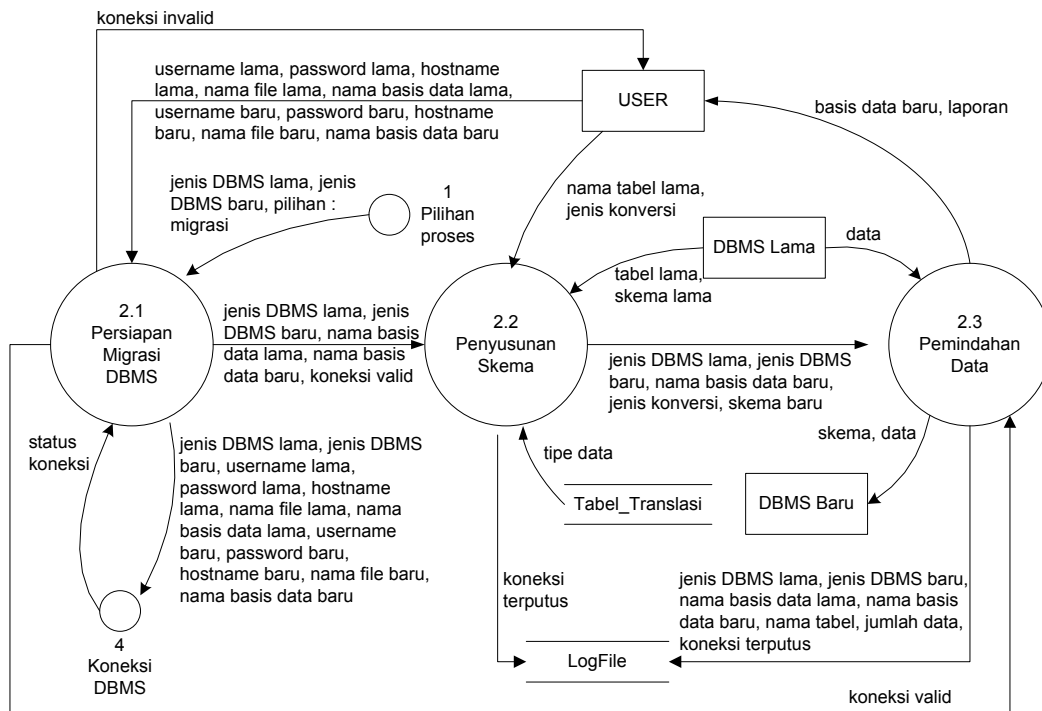 koneksi invalid
username lama, password lama, hostname
lama, nama file lama, nama basis data lama,
username baru, password baru, hostname
baru, nama file baru, nama basis data baru
USER
basis data baru, laporan
jenis DBMS lama, jenis
DBMS baru, pilihan :
migrasi
1
Pilihan
proses
nama tabel lama,
jenis konversi
DBMS Lama
data
tabel lama,
skema lama
2.1
Persiapan
Migrasi
DBMS
jenis DBMS lama, jenis
DBMS baru, nama basis
data lama, nama basis
data baru, koneksi valid
2.2
Penyusunan
Skema
jenis DBMS lama, jenis DBMS
baru, nama basis data baru,
jenis konversi, skema baru
2.3
Pemindahan
Data
status
koneksi
jenis DBMS lama, jenis DBMS
baru, username lama,
password lama, hostname
lama, nama file lama, nama
basis data lama, username
baru, password baru,
hostname baru, nama file baru,
nama basis data baru
tipe data
Tabel_Translasi
skema, data
DBMS Baru
4
Koneksi
DBMS
koneksi
terputus
jenis DBMS lama, jenis DBMS baru,
nama basis data lama, nama basis
data baru, nama tabel, jumlah data,
koneksi terputus
LogFile
koneksi valid